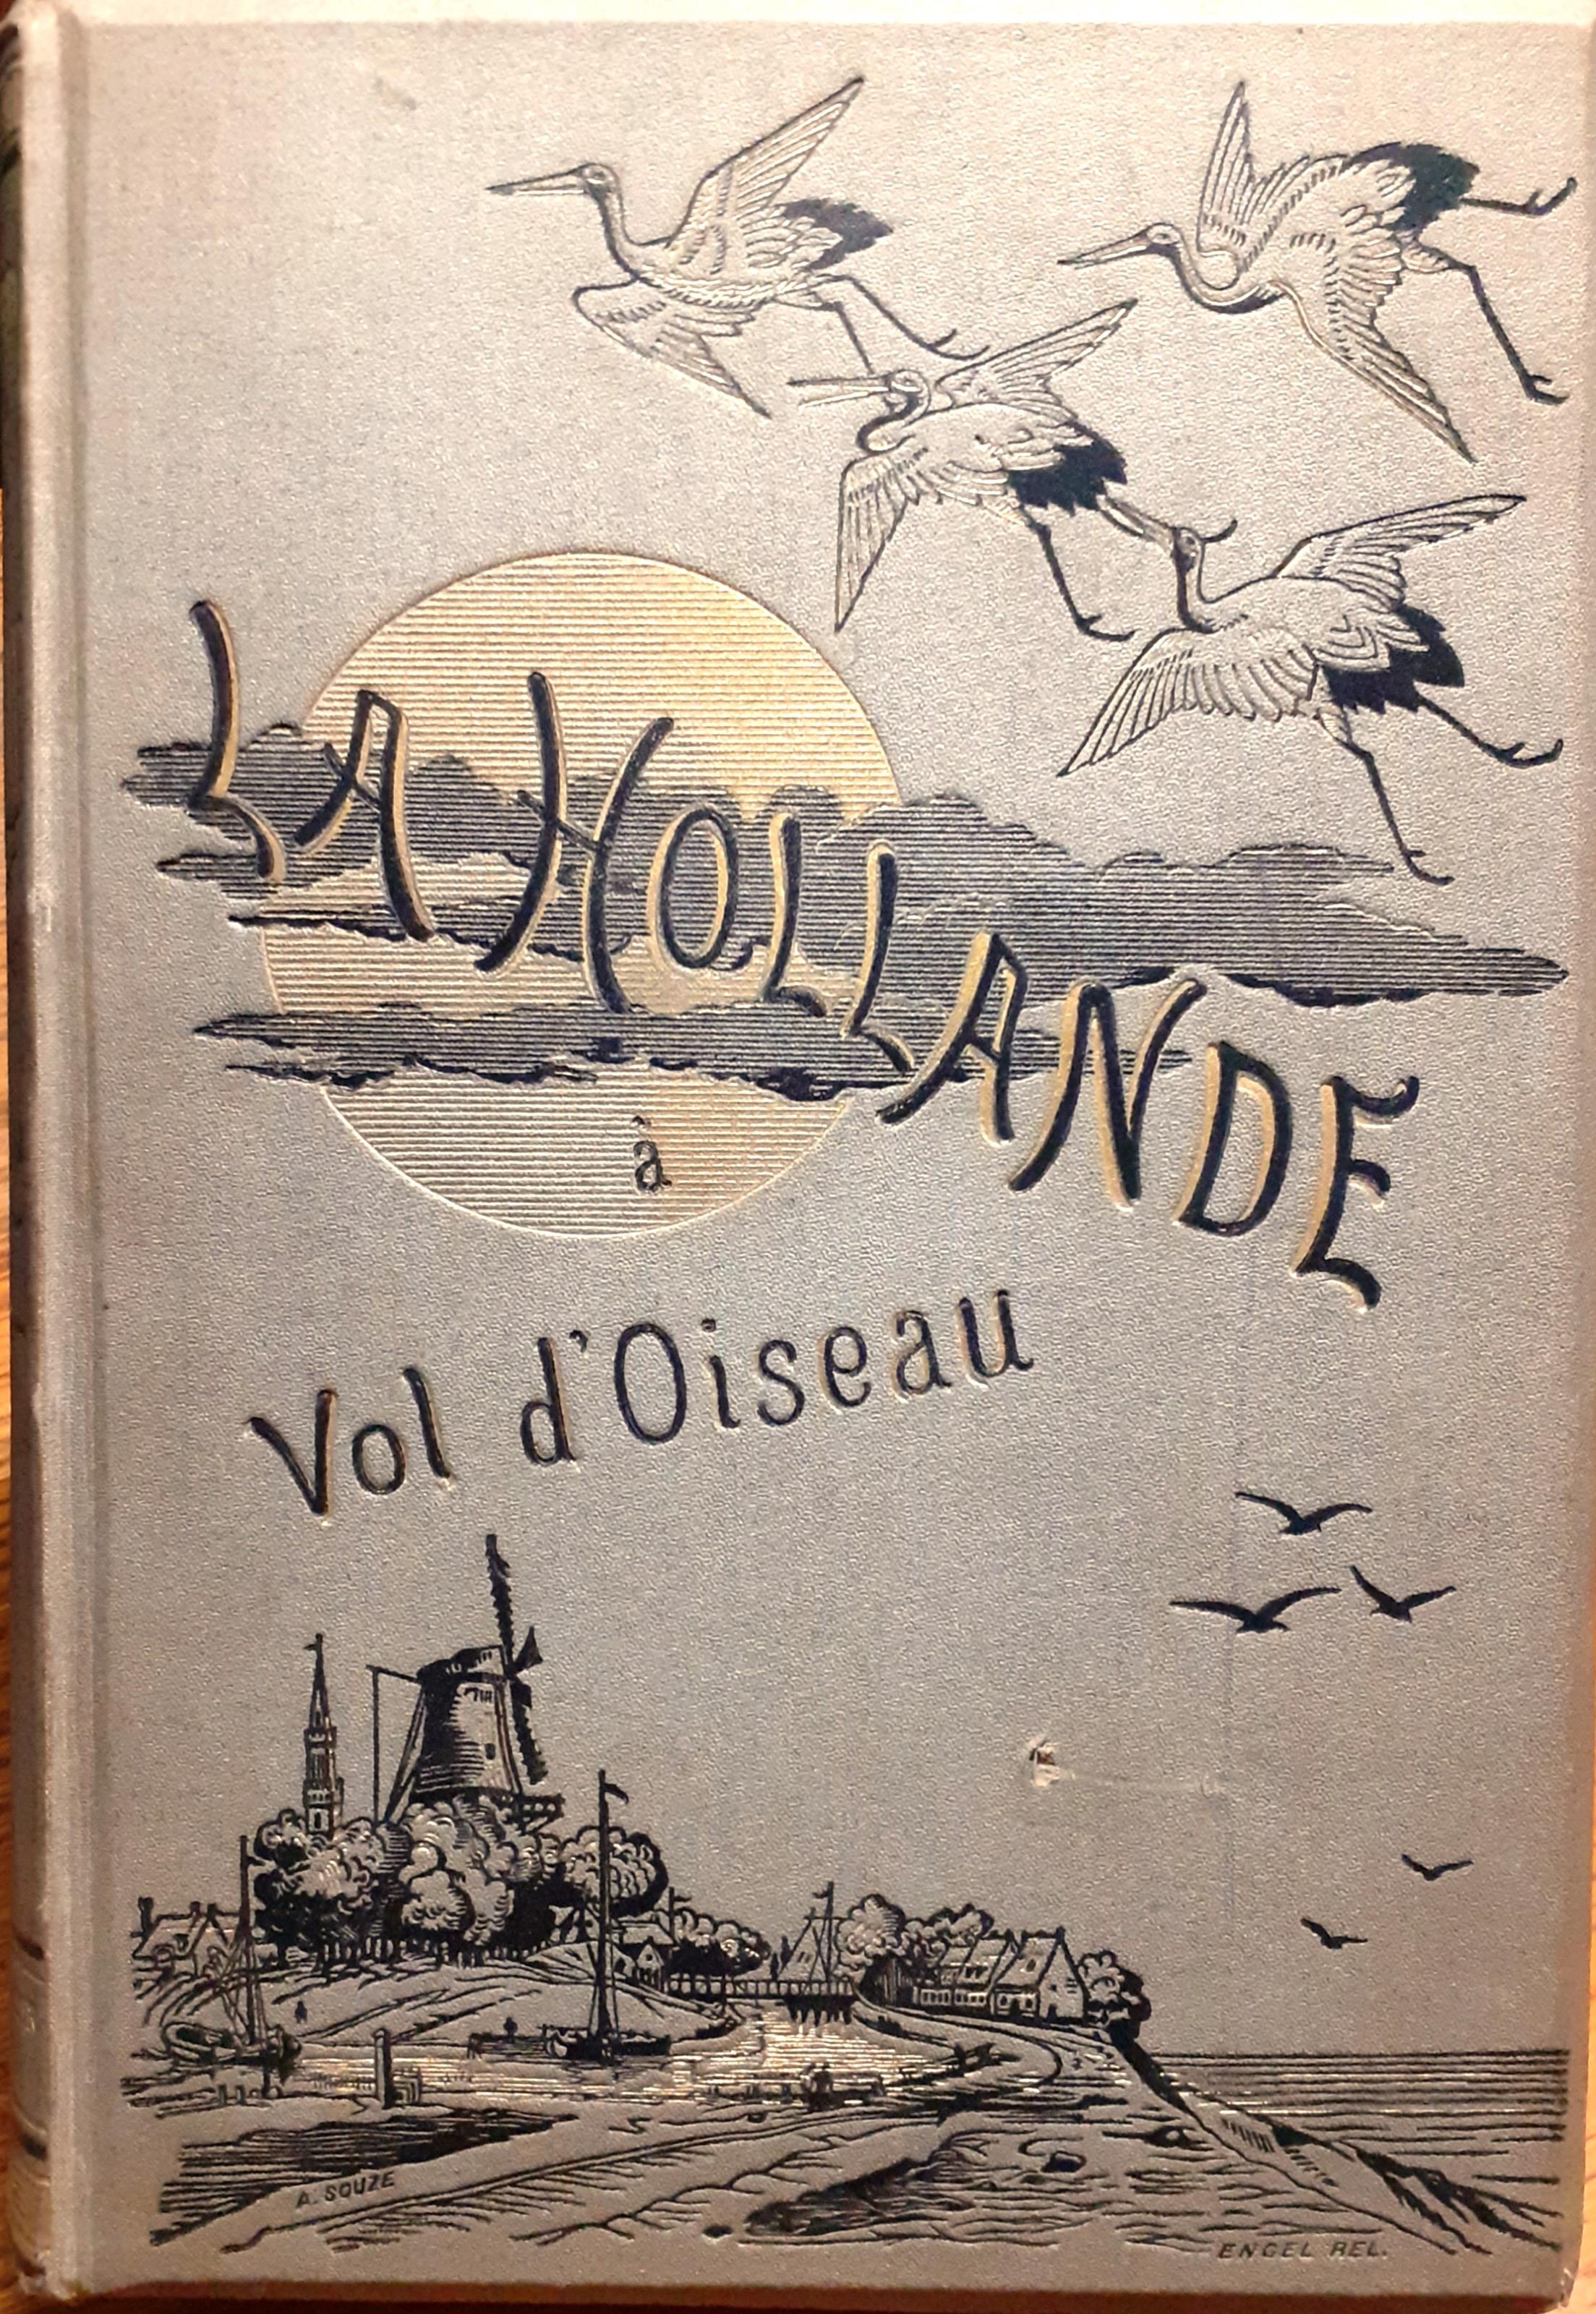 LA HOLLANDE
à
Vol d'Oiseau
A. SOUZE
ENGEL REL.